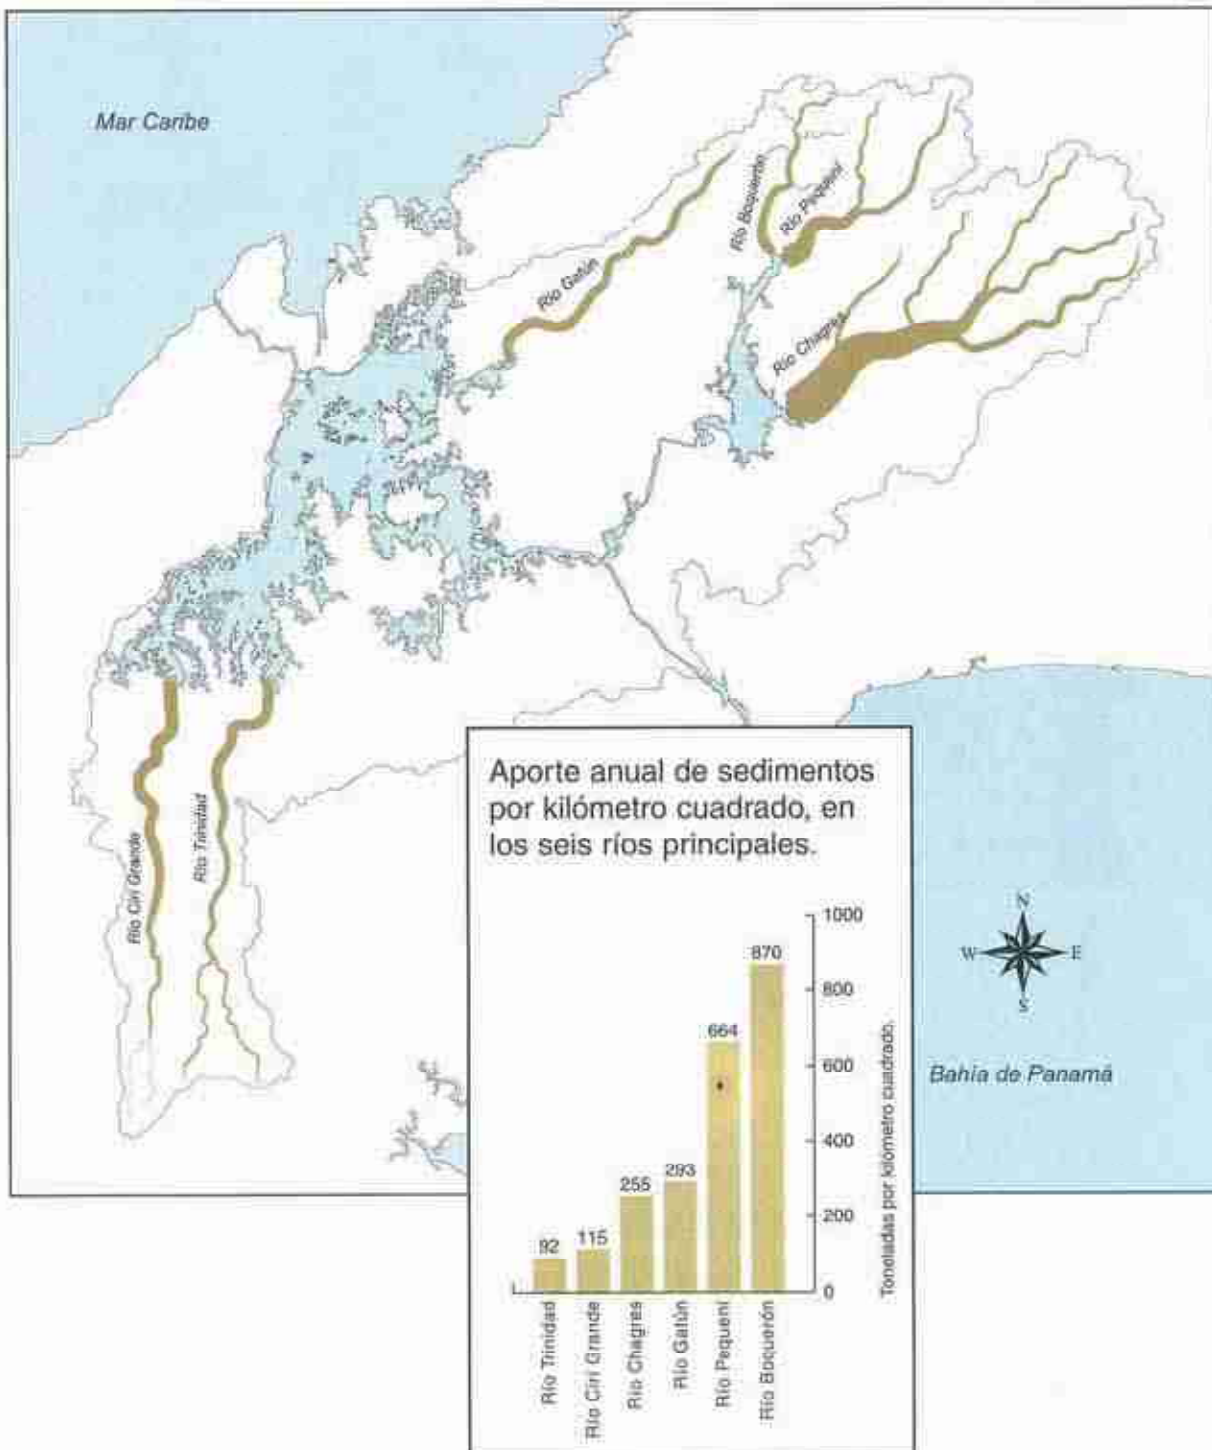 Mar Caribe
Río Boquerón
Río Pequení
Río Gatún
Río Chagres
Río Cirí Grande
Río Trinidad
Aporte anual de sedimentos
por kilómetro cuadrado, en
los seis ríos principales.
1000
870
800
664
600
400
293
255
200
115
92
0
Toneladas por kilómetro cuadrado.
Río Trinidad
Río Cirí Grande
Río Chagres
Río Gatún
Río Pequení
Río Boquerón
N
W
E
S
Bahía de Panamá